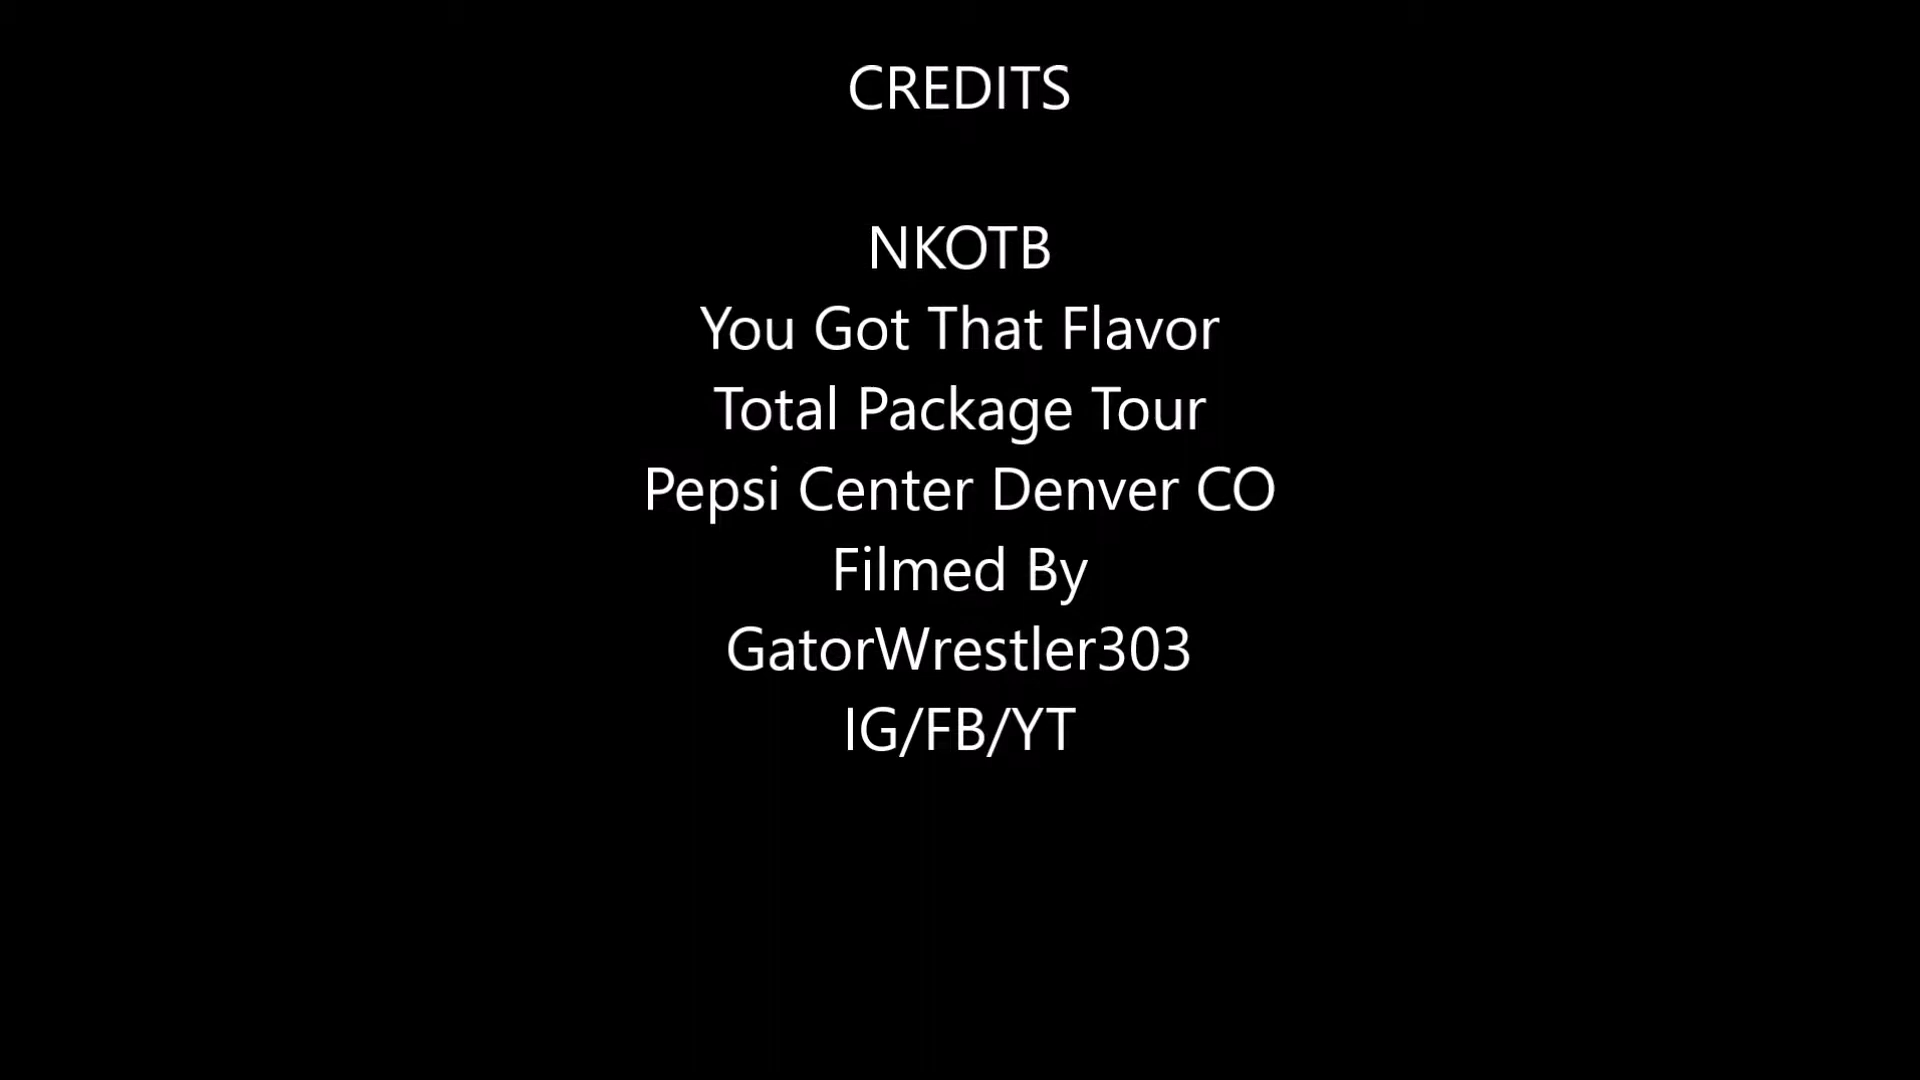 CREDITS
NKOTB
You Got That Flavor
Total Package Tour
Pepsi Center Denver CO
Filmed By
GatorWrestler303
IG/FB/YT